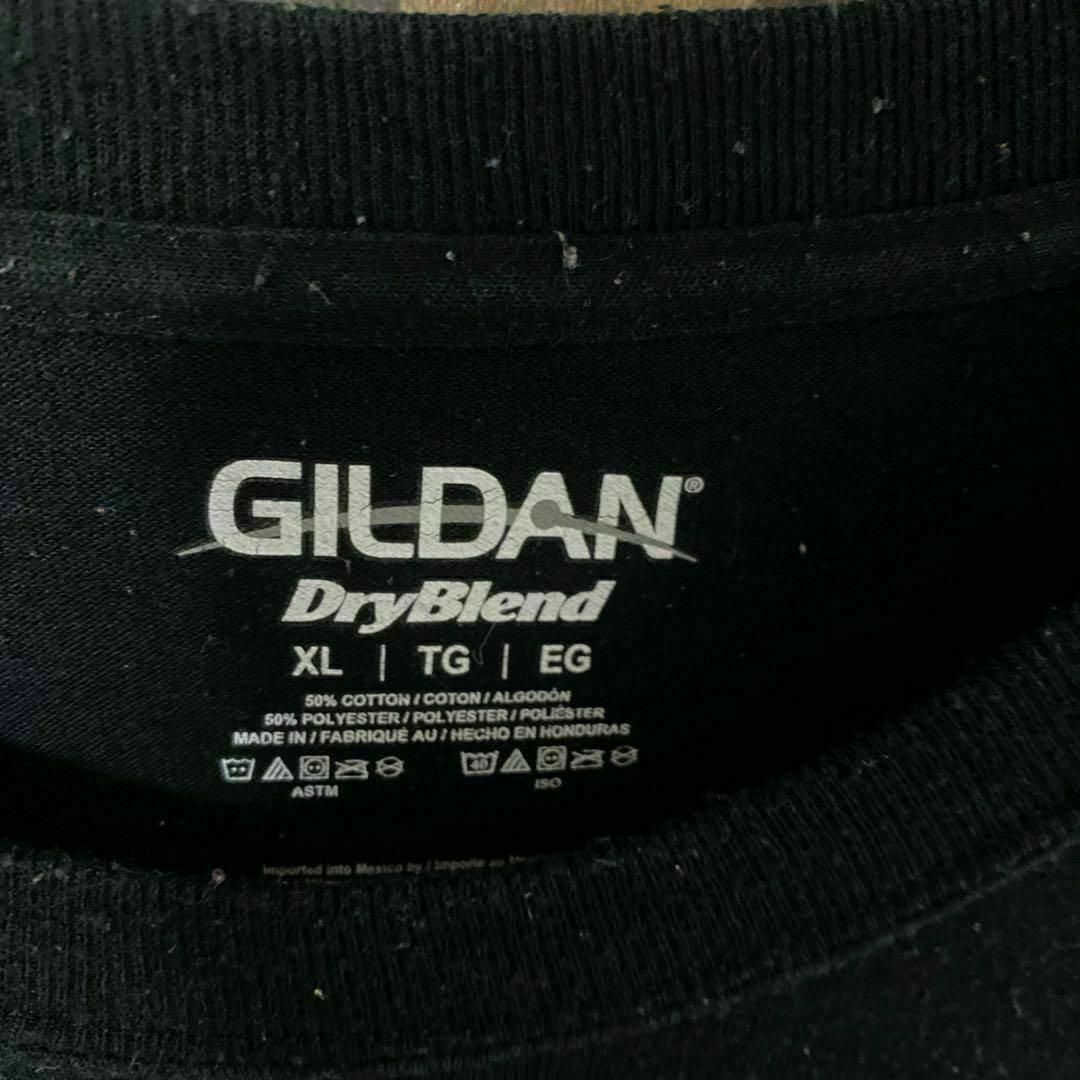 GILDAN®
DryBlend
XL | TG | EG
50% COTTON / COTON / ALGODÓN
50% POLYESTER / POLYESTER / POLIÉSTER
MADE IN / FABRIQUÉ AU / HECHO EN HONDURAS
40
ASTM
ISO
Imported into Mexico by / Importé au